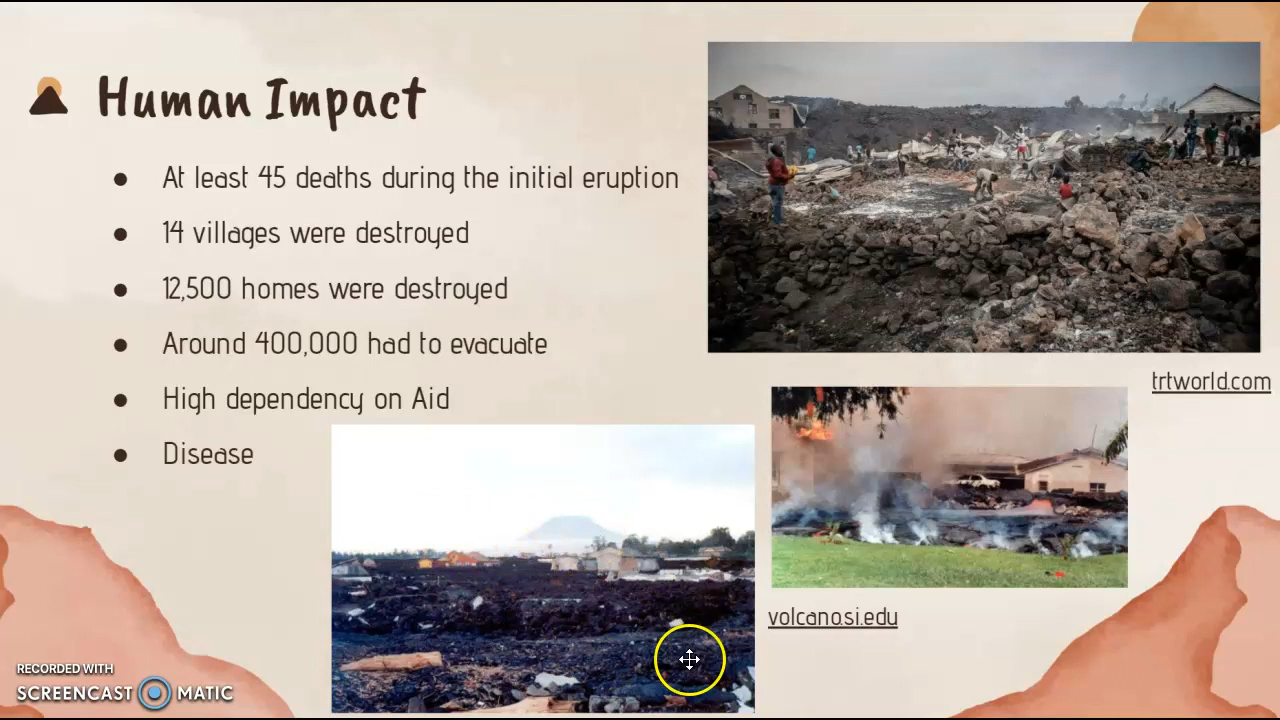 Human Impact
At least 45 deaths during the initial eruption
14 villages were destroyed
12,500 homes were destroyed
Around 400,000 had to evacuate
High dependency on Aid
Disease
trtworld.com
volcano.si.edu
RECORDED WITH
SCREENCAST MATIC